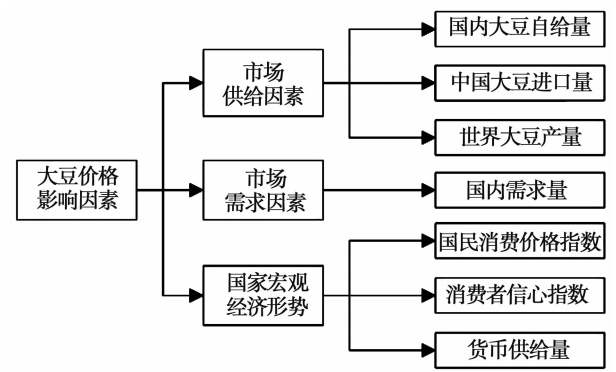 大豆价格
影响因素
市场
供给因素
市场
需求因素
国家宏观
经济形势
国内大豆自给量
中国大豆进口量
世界大豆产量
国内需求量
国民消费价格指数
消费者信心指数
货币供给量